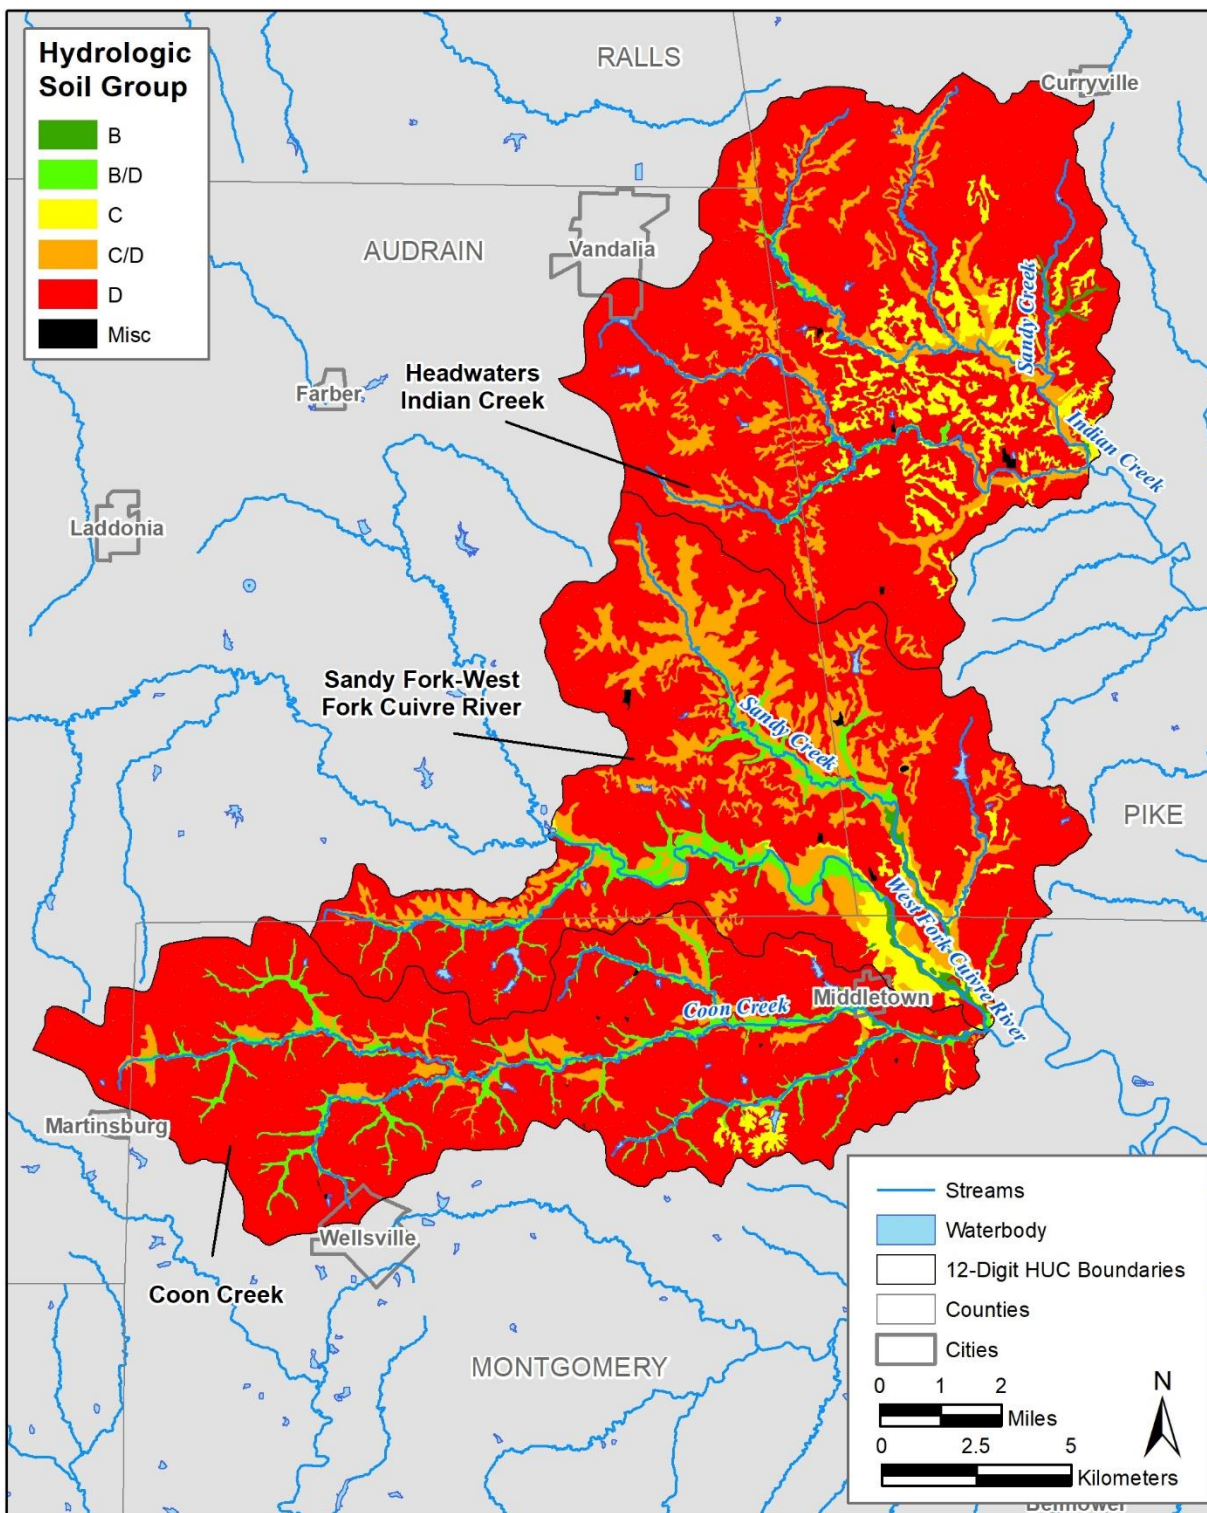 Hydrologic
Soil Group
B
B/D
C
C/D
D
Misc
RALLS
Curryville
AUDRAIN
Vandalia
Sandy Creek
Farber
Headwaters
Indian Creek
Indian Creek
Laddonia
Sandy Fork-West
Fork Cuivre River
Sandy Creek
PIKE
West Fork Cuivre River
Middletown
Coon Creek
Martinsburg
Wellsville
Coon Creek
MONTGOMERY
Streams
Waterbody
12-Digit HUC Boundaries
Counties
Cities
0 1 2
Miles
0 2.5 5
Kilometers
N